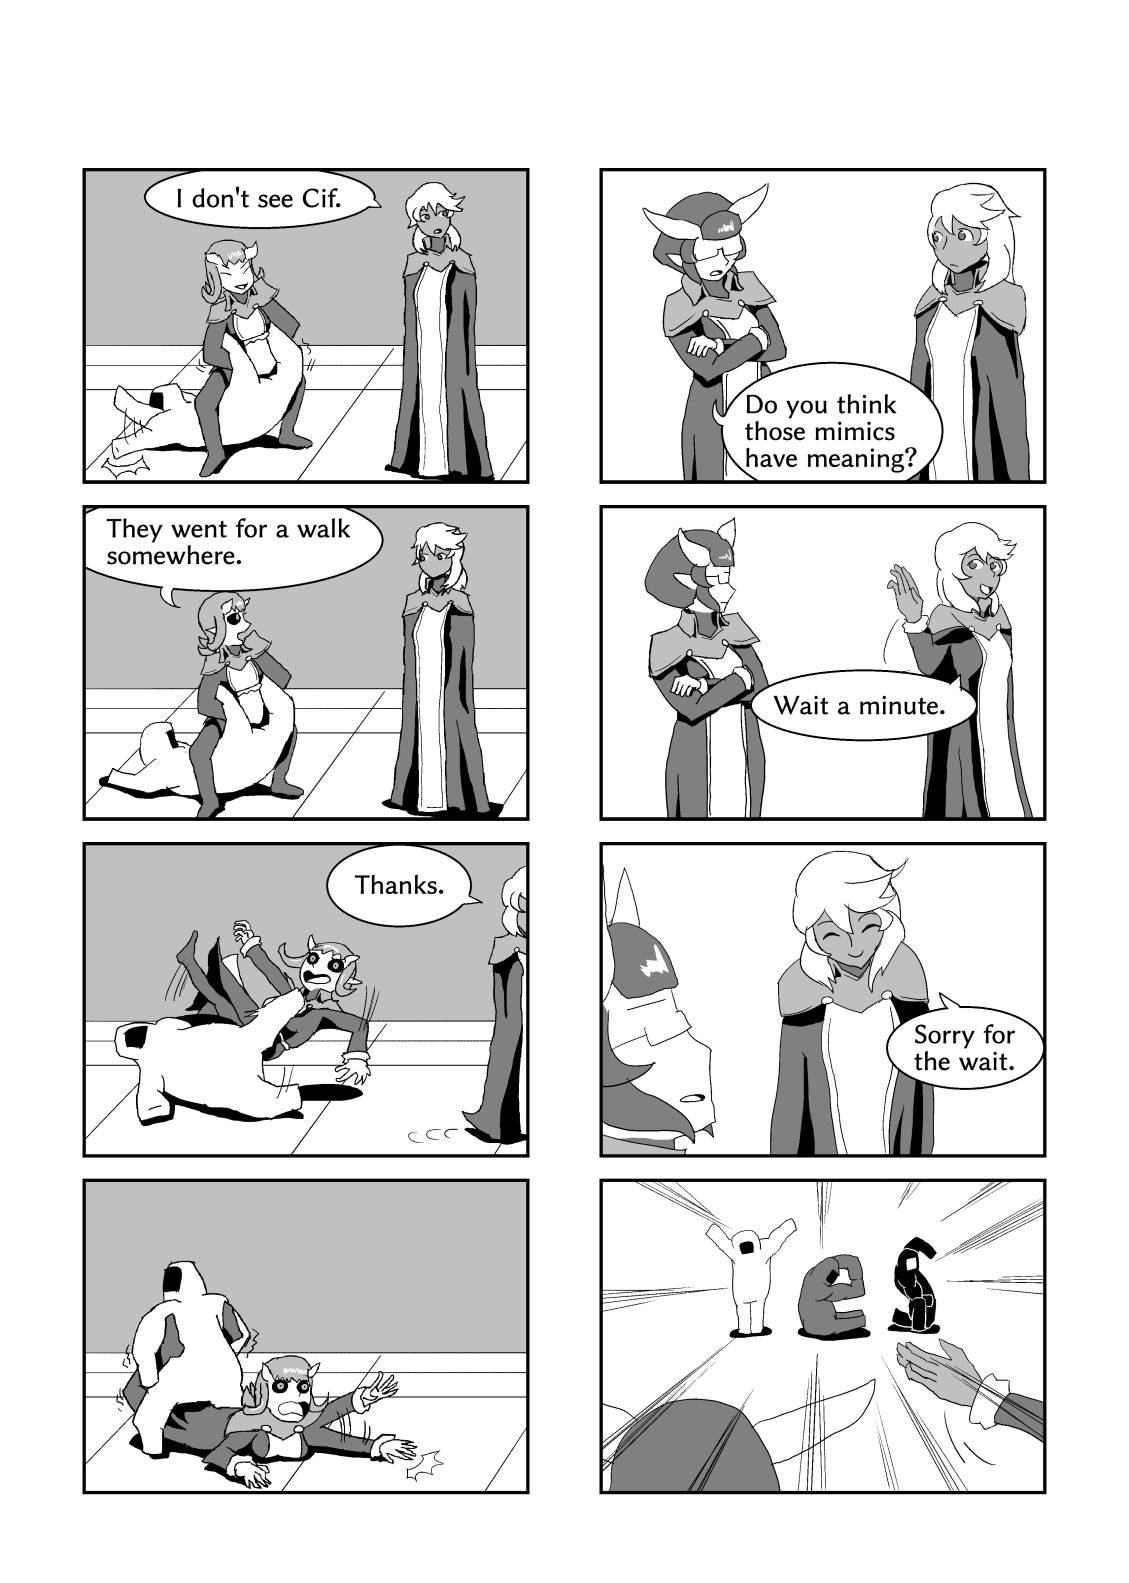 I don't see Cif.
They went for a walk
somewhere.
Thanks.
Do you think
those mimics
have meaning?
Wait a minute.
Sorry for
the wait.
Yes